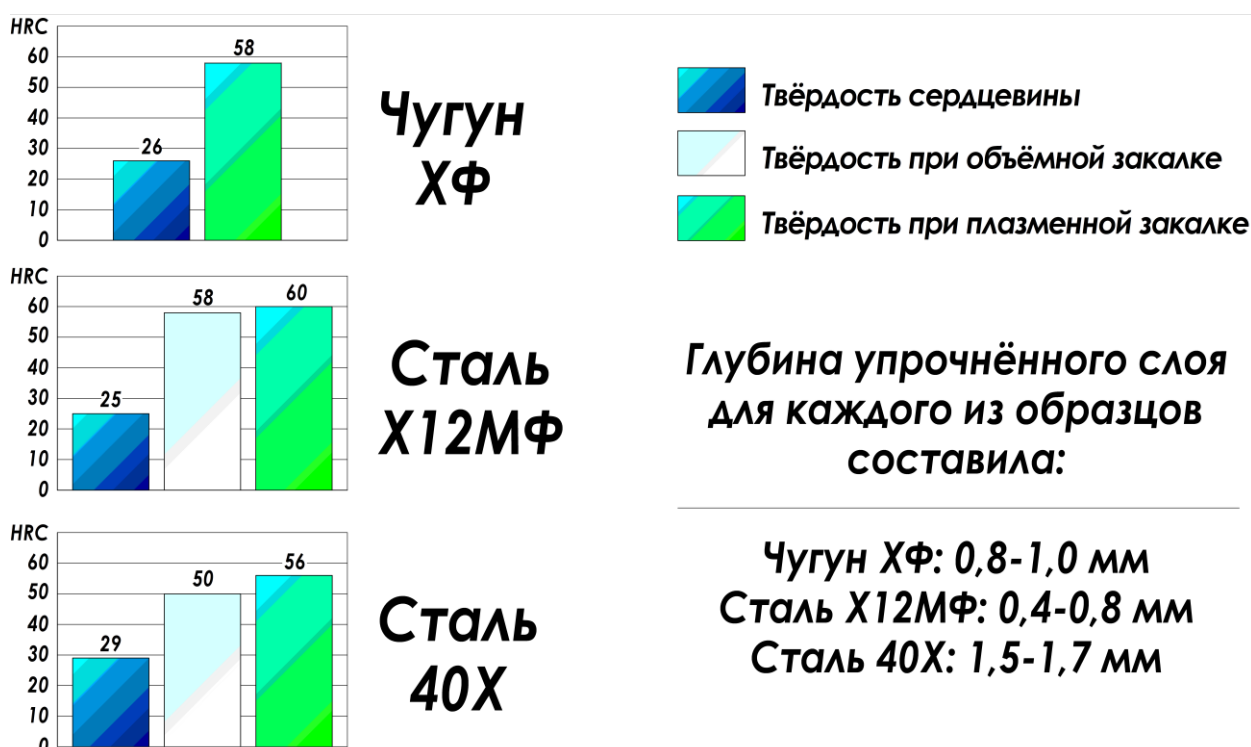 HRC
60
50
40
30
20
10
0
26
58
Чугун
ХФ
HRC
60
50
40
30
20
10
0
25
58
60
Сталь
Х12МФ
HRC
60
50
40
30
20
10
0
29
50
56
Сталь
40Х
Твёрдость сердцевины
Твёрдость при объёмной закалке
Твёрдость при плазменной закалке
Глубина упрочнённого слоя
для каждого из образцов
составила:
Чугун ХФ: 0,8-1,0 мм
Сталь Х12МФ: 0,4-0,8 мм
Сталь 40Х: 1,5-1,7 мм